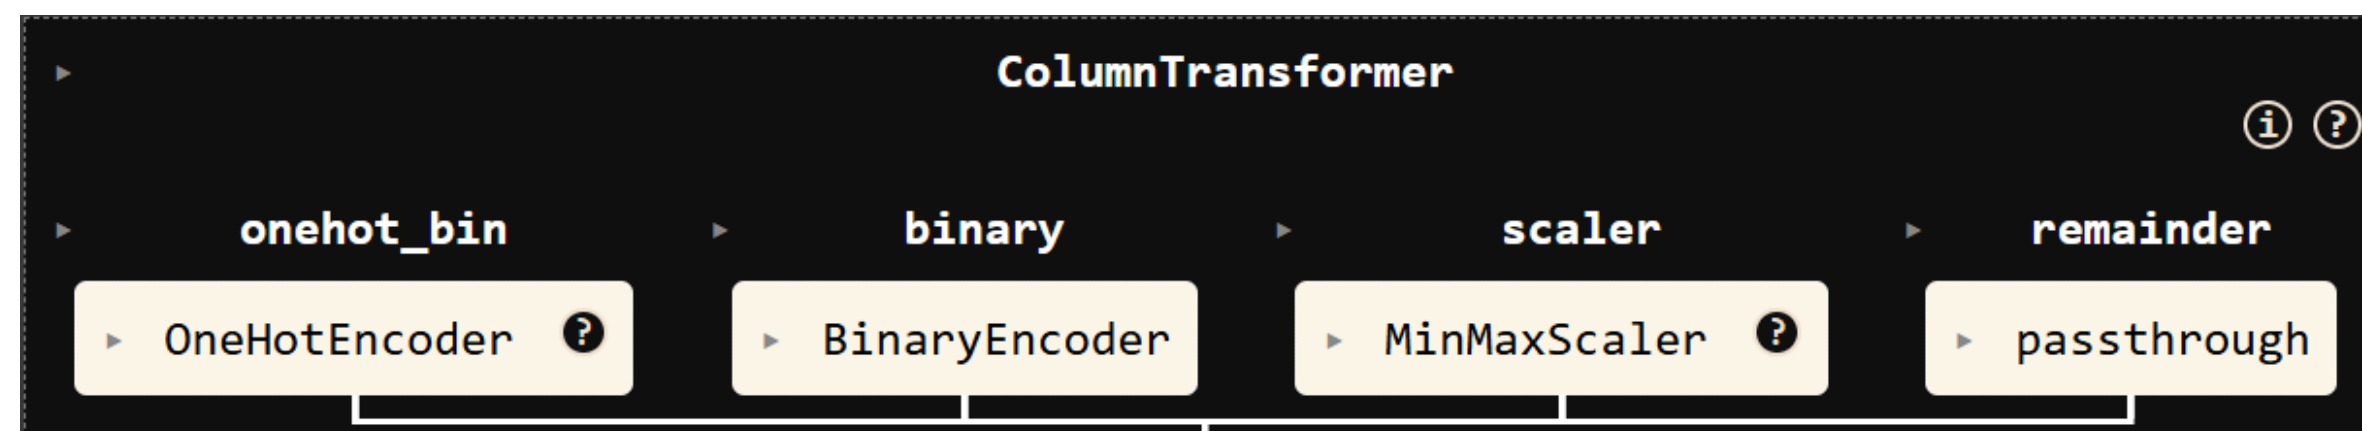 ColumnTransformer
i ?
onehot_bin binary scaler remainder
OneHotEncoder ? BinaryEncoder MinMaxScaler ? passthrough